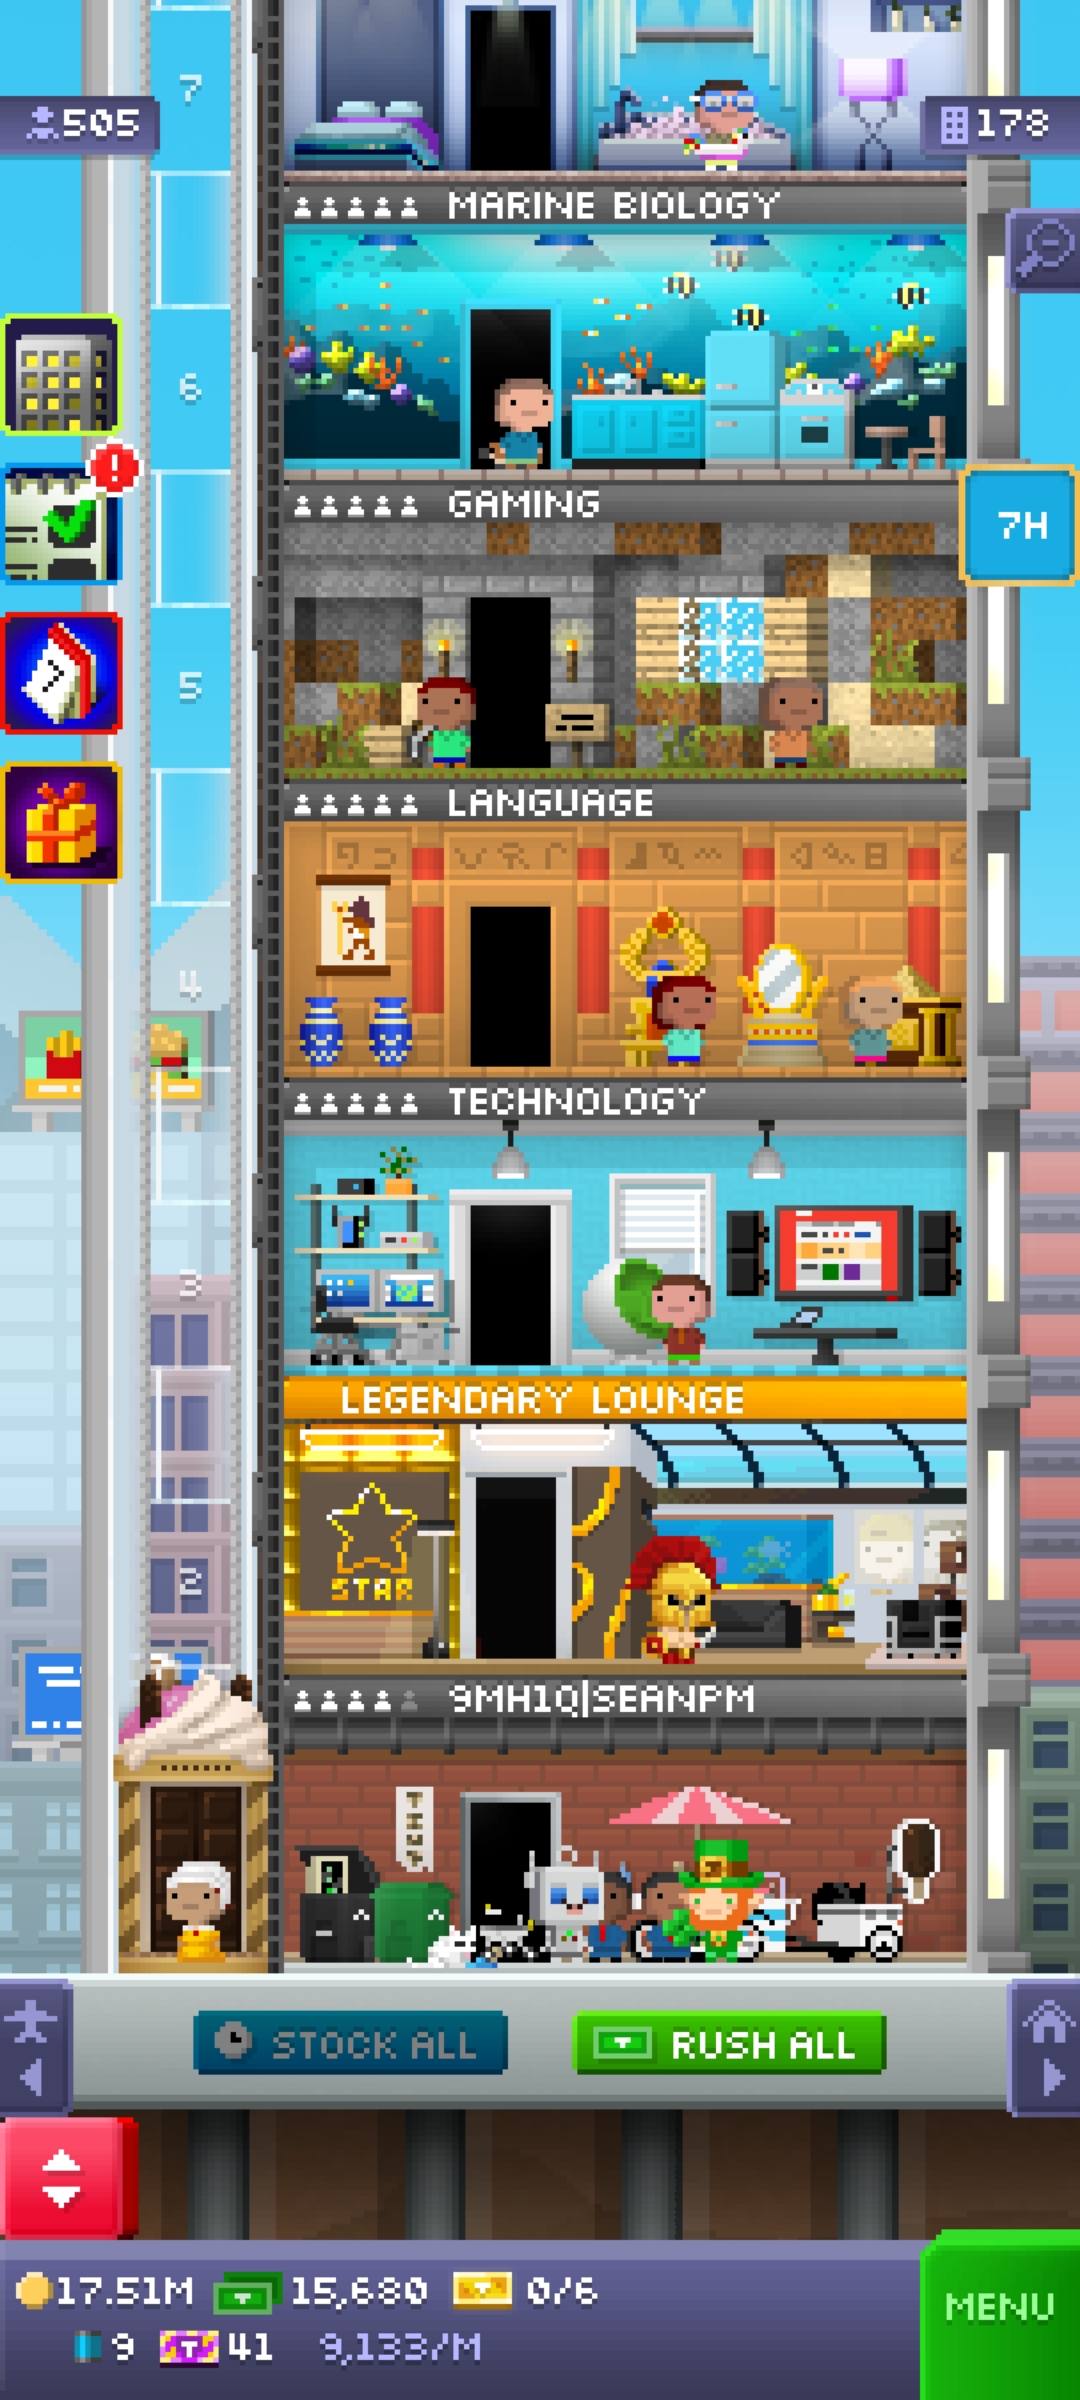 7
505
178
MARINE BIOLOGY
6
GAMING
7H
5
LANGUAGE
4
TECHNOLOGY
3
LEGENDARY LOUNGE
STAR
2
9MH1Q|SEANPM
STOCK ALL
RUSH ALL
17.51M 15,680 0/6
9 41 9,133/M
MENU